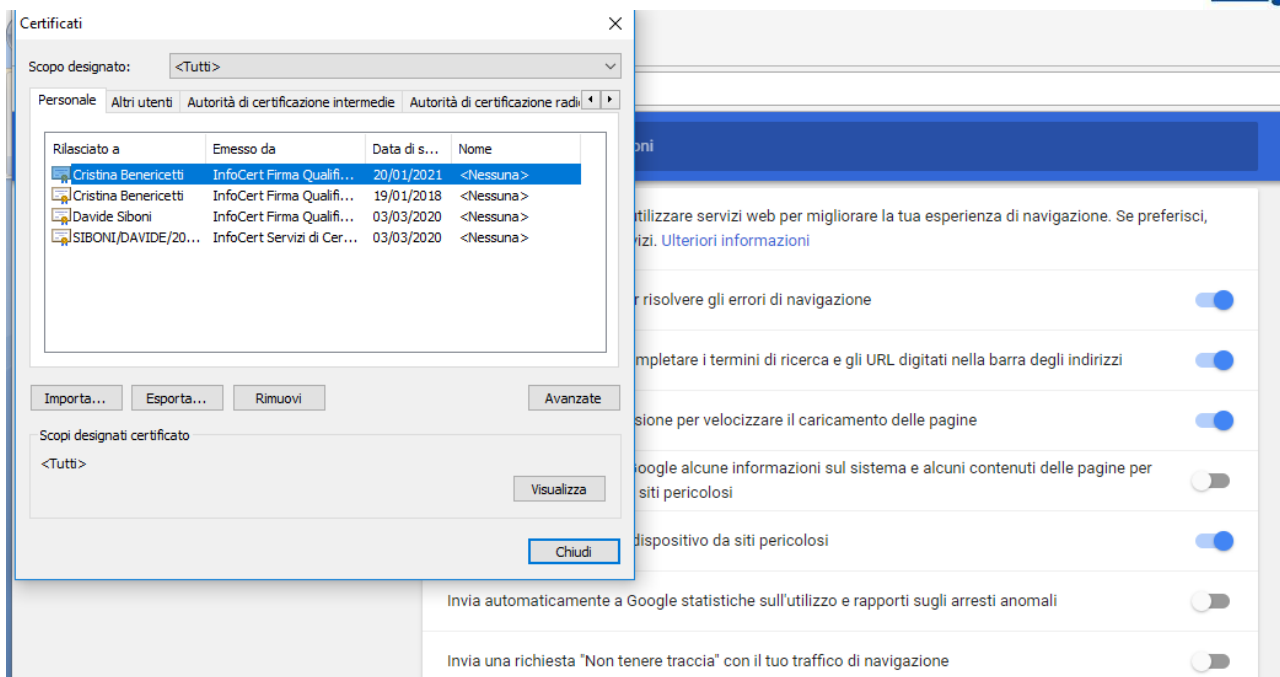 Certificati
Scopo designato: <Tutti>
Personale Altri utenti Autorità di certificazione intermedie Autorità di certificazione radi
Rilasciato a Emesso da Data di s... Nome
Cristina Benericetti InfoCert Firma Qualifi... 20/01/2021 <Nessuna>
Cristina Benericetti InfoCert Firma Qualifi... 19/01/2018 <Nessuna>
Davide Siboni InfoCert Firma Qualifi... 03/03/2020 <Nessuna>
SIBONI/DAVIDE/20... InfoCert Servizi di Cer... 03/03/2020 <Nessuna>
Importa... Esporta... Rimuovi Avanzate
Scopi designati certificato
<Tutti>
Visualizza
Chiudi
oni
utilizzare servizi web per migliorare la tua esperienza di navigazione. Se preferisci,
vizi. Ulteriori informazioni
r risolvere gli errori di navigazione
mpletare i termini di ricerca e gli URL digitati nella barra degli indirizzi
sione per velocizzare il caricamento delle pagine
oogle alcune informazioni sul sistema e alcuni contenuti delle pagine per
siti pericolosi
dispositivo da siti pericolosi
Invia automaticamente a Google statistiche sull'utilizzo e rapporti sugli arresti anomali
Invia una richiesta "Non tenere traccia" con il tuo traffico di navigazione